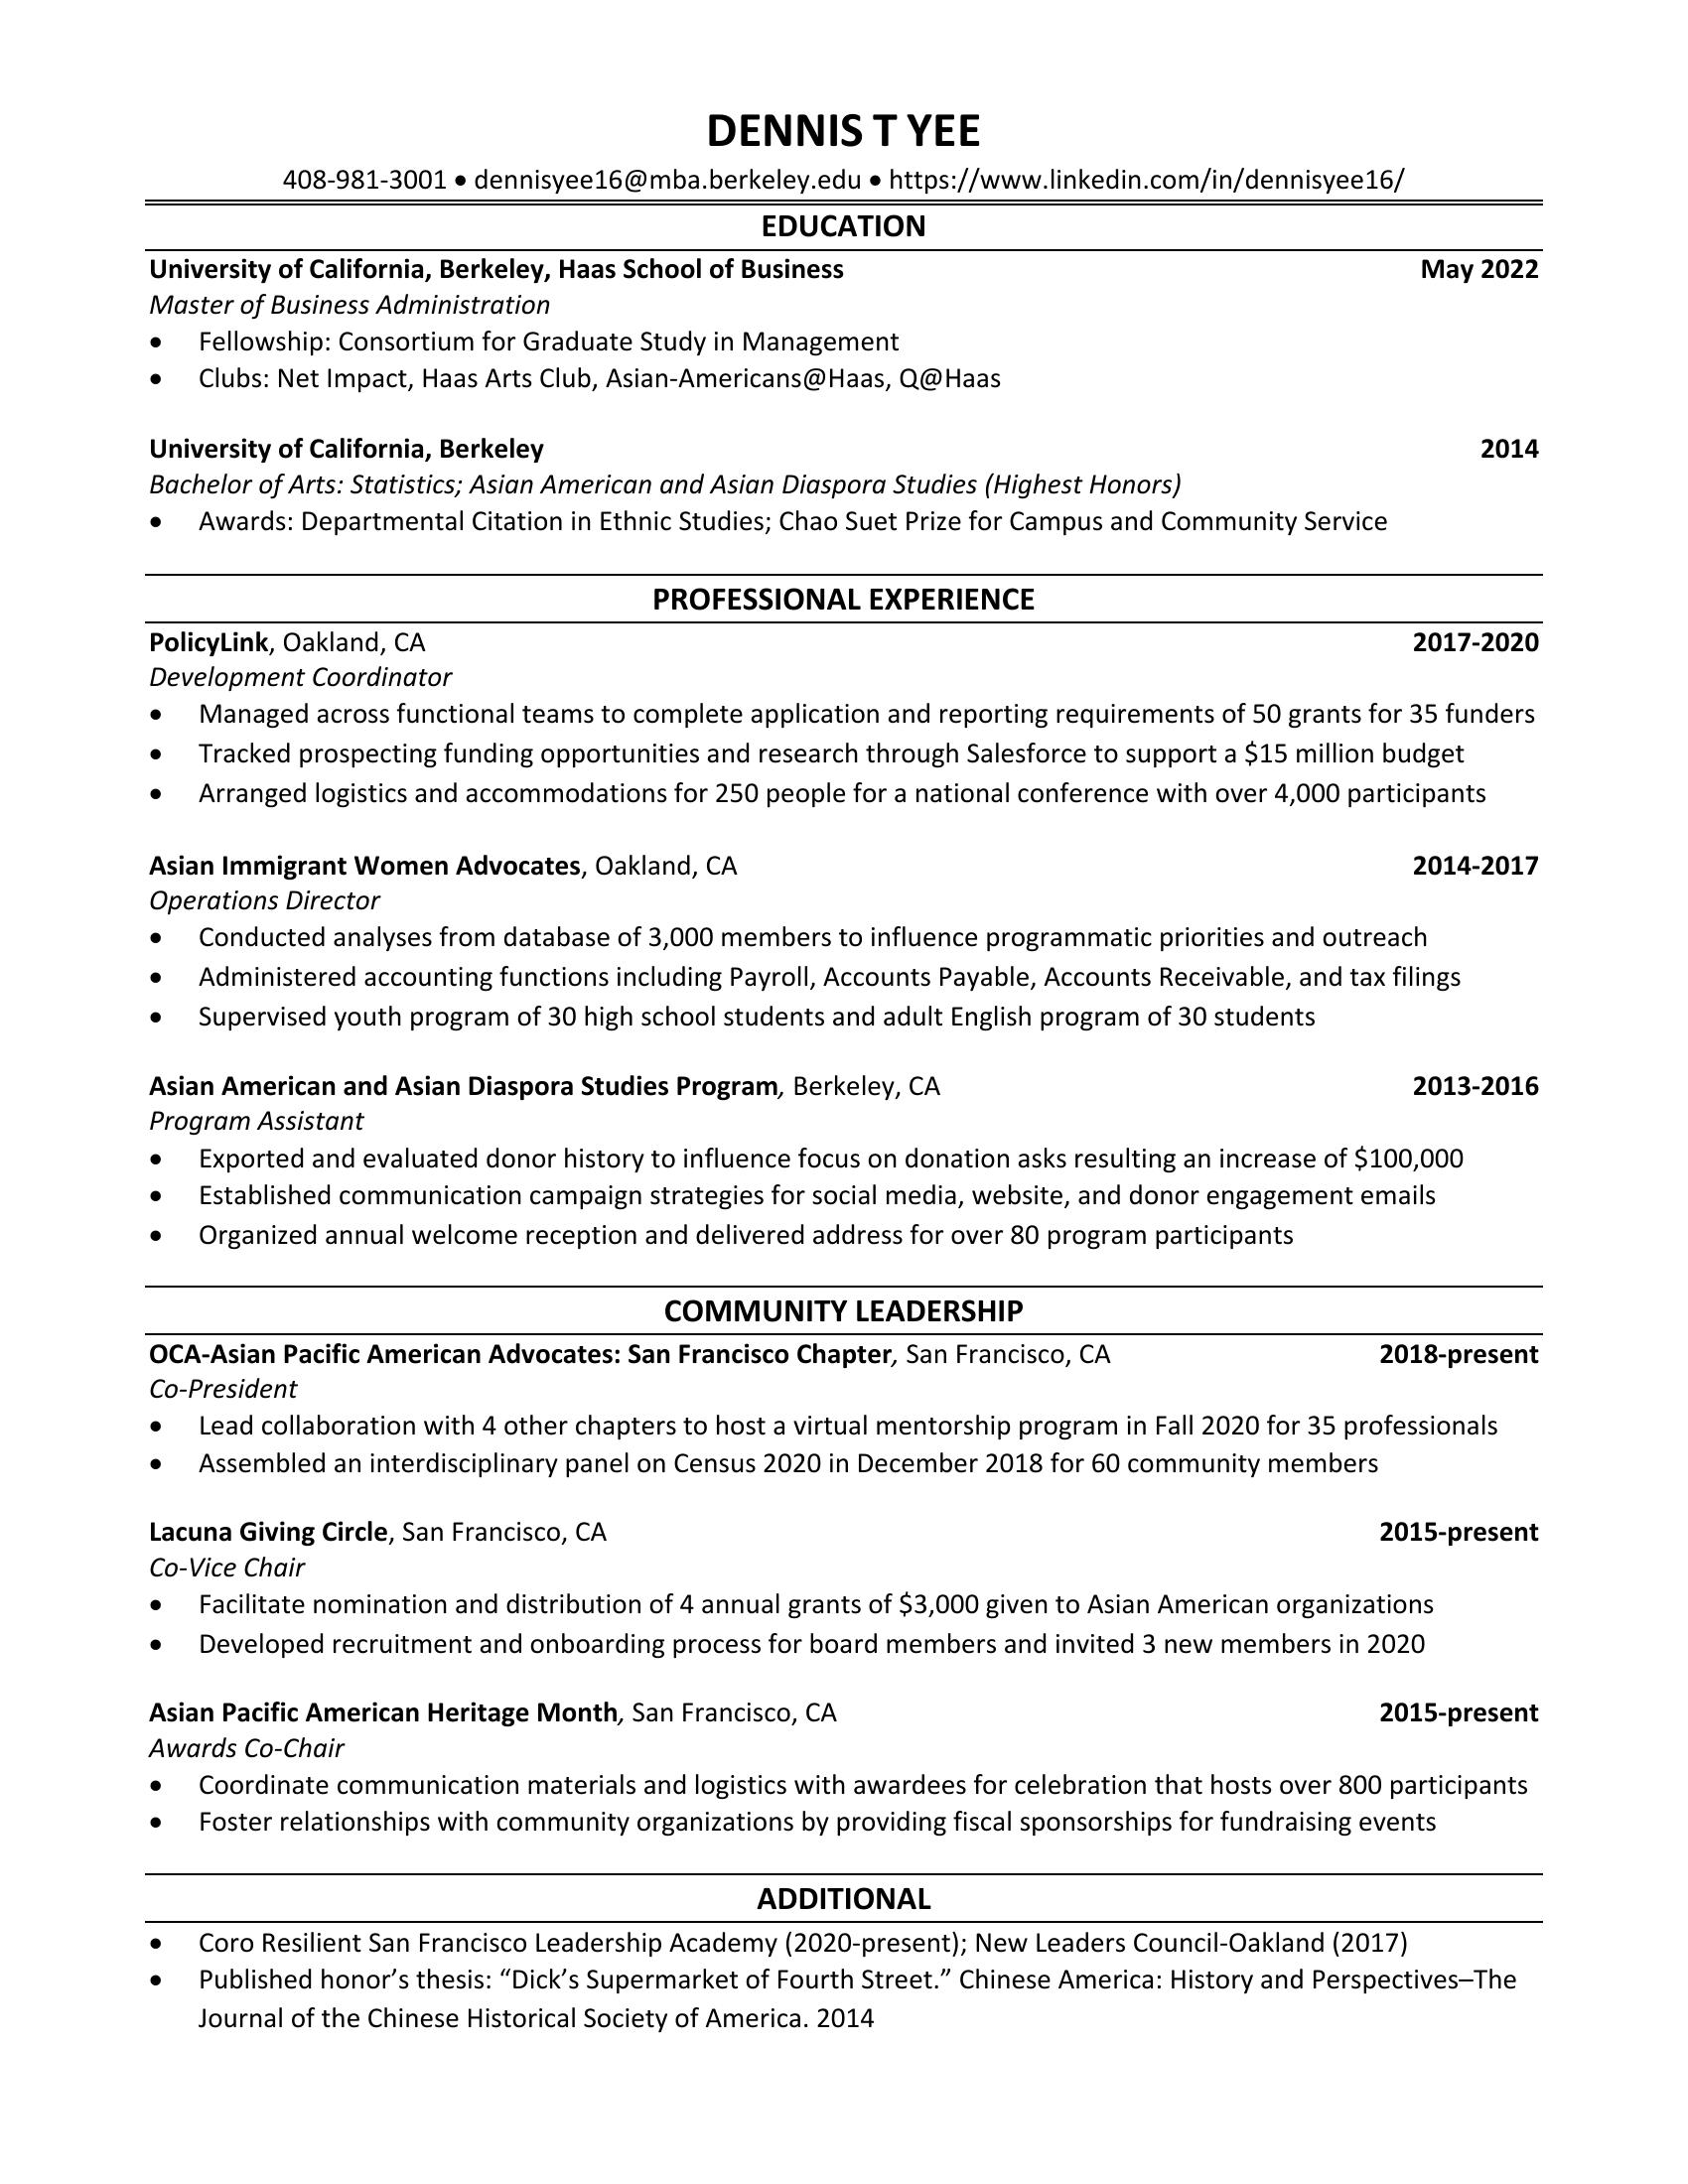 DENNIS T YEE
408-981-3001 • dennisyee16@mba.berkeley.edu • https://www.linkedin.com/in/dennisyee16/
EDUCATION
University of California, Berkeley, Haas School of Business May 2022
Master of Business Administration
• Fellowship: Consortium for Graduate Study in Management
• Clubs: Net Impact, Haas Arts Club, Asian-Americans@Haas, Q@Haas
University of California, Berkeley 2014
Bachelor of Arts: Statistics; Asian American and Asian Diaspora Studies (Highest Honors)
• Awards: Departmental Citation in Ethnic Studies; Chao Suet Prize for Campus and Community Service
PROFESSIONAL EXPERIENCE
PolicyLink, Oakland, CA 2017-2020
Development Coordinator
• Managed across functional teams to complete application and reporting requirements of 50 grants for 35 funders
• Tracked prospecting funding opportunities and research through Salesforce to support a $15 million budget
• Arranged logistics and accommodations for 250 people for a national conference with over 4,000 participants
Asian Immigrant Women Advocates, Oakland, CA 2014-2017
Operations Director
• Conducted analyses from database of 3,000 members to influence programmatic priorities and outreach
• Administered accounting functions including Payroll, Accounts Payable, Accounts Receivable, and tax filings
• Supervised youth program of 30 high school students and adult English program of 30 students
Asian American and Asian Diaspora Studies Program, Berkeley, CA 2013-2016
Program Assistant
• Exported and evaluated donor history to influence focus on donation asks resulting an increase of $100,000
• Established communication campaign strategies for social media, website, and donor engagement emails
• Organized annual welcome reception and delivered address for over 80 program participants
COMMUNITY LEADERSHIP
OCA-Asian Pacific American Advocates: San Francisco Chapter, San Francisco, CA 2018-present
Co-President
• Lead collaboration with 4 other chapters to host a virtual mentorship program in Fall 2020 for 35 professionals
• Assembled an interdisciplinary panel on Census 2020 in December 2018 for 60 community members
Lacuna Giving Circle, San Francisco, CA 2015-present
Co-Vice Chair
• Facilitate nomination and distribution of 4 annual grants of $3,000 given to Asian American organizations
• Developed recruitment and onboarding process for board members and invited 3 new members in 2020
Asian Pacific American Heritage Month, San Francisco, CA 2015-present
Awards Co-Chair
• Coordinate communication materials and logistics with awardees for celebration that hosts over 800 participants
• Foster relationships with community organizations by providing fiscal sponsorships for fundraising events
ADDITIONAL
• Coro Resilient San Francisco Leadership Academy (2020-present); New Leaders Council-Oakland (2017)
• Published honor’s thesis: “Dick’s Supermarket of Fourth Street.” Chinese America: History and Perspectives–The
Journal of the Chinese Historical Society of America. 2014